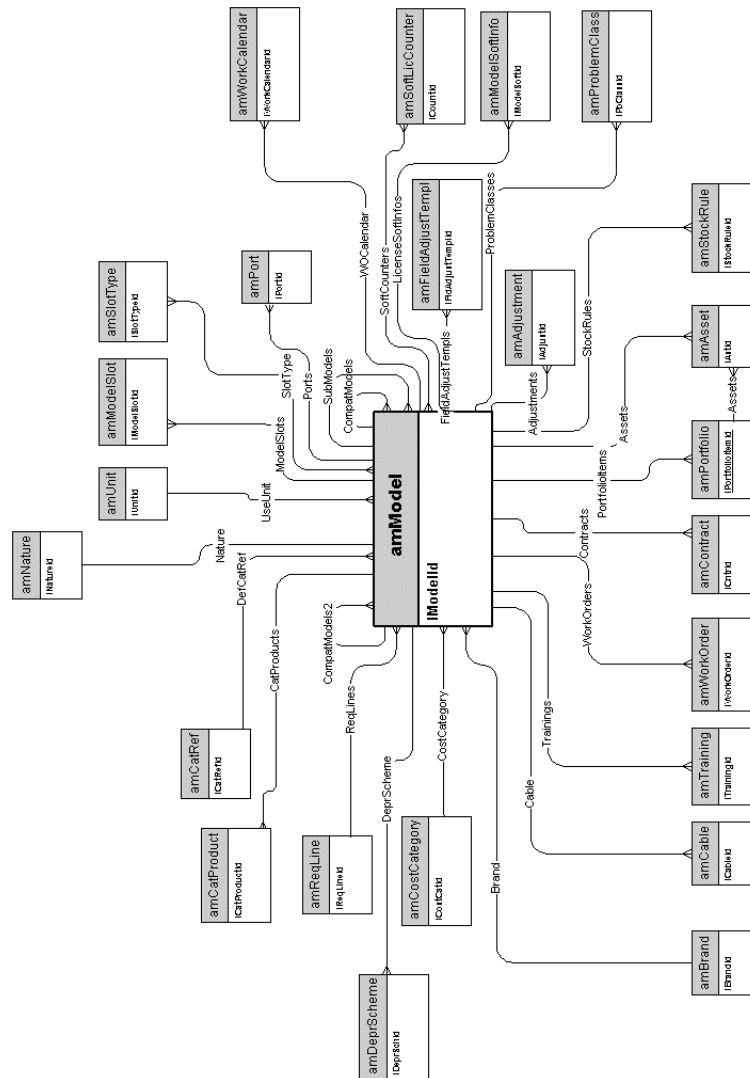 amWorkCalendar
lWorkCalendarId
amSoftLicCounter
lCountId
amModelSoftInfo
lModelSoftId
amProblemClass
lPbClassId
amSlotType
lSlotTypeId
amPort
lPortId
amFieldAdjustTempl
lFldAdjustTemplId
amStockRule
lStockRuleId
amModelSlot
lModelSlotId
amAdjustment
lAdjustId
amAsset
lAstId
amUnit
lUnitId
amPortfolio
lPortfolioItemId
amNature
lNatureId
amModel
lModelId
amContract
lCntrId
amWorkOrder
lWorkOrderId
amCatRef
lCatRefId
amTraining
lTrainingId
amCatProduct
lCatProductId
amReqLine
lReqLineId
amCostCategory
lCostCatId
amCable
lCableId
amDeprScheme
lDeprSchId
amBrand
lBrandId
WOCalendar
SoftCounters
LicenseSoftInfos
ProblemClasses
SlotType
Ports
SubModels
CompatModels
FieldAdjustTempls
Adjustments
StockRules
ModelSlots
UseUnit
Assets
Assets
PortfolioItems
Nature
DefCatRef
CatProducts
CompatModels2
Contracts
WorkOrders
ReqLines
DeprScheme
CostCategory
Trainings
Cable
Brand